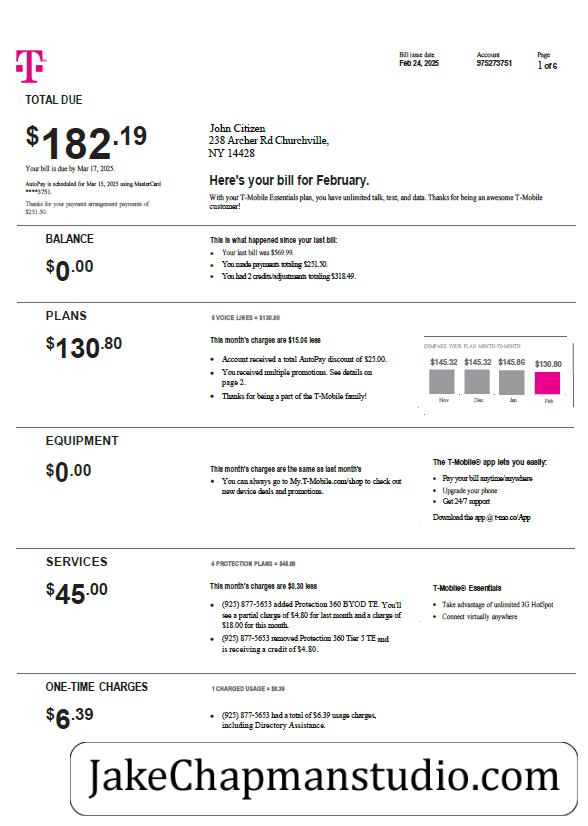 T
Bill issue date
Feb 24, 2025
Account
975273751
Page
1 of 6
TOTAL DUE
$182.19
Your bill is due by Mar 17, 2025.
AutoPay is scheduled for Mar 15, 2025 using MasterCard
****3751.
Thanks for your payment arrangement payments of
$251.50.
John Citizen
238 Archer Rd Churchville,
NY 14428
Here's your bill for February.
With your T-Mobile Essentials plan, you have unlimited talk, text, and data. Thanks for being an awesome T-Mobile
customer!
BALANCE
$0.00
This is what happened since your last bill:
• Your last bill was $569.99.
• You made payments totaling $251.50.
• You had 2 credits/adjustments totaling $318.49.
PLANS
$130.80
5 VOICE LINES = $130.80
This month's charges are $15.06 less
• Account received a total AutoPay discount of $25.00.
• You received multiple promotions. See details on
page 2.
• Thanks for being a part of the T-Mobile family!
COMPARE YOUR PLAN MONTH-TO-MONTH
$145.32 $145.32 $145.86 $130.80
Nov Dec Jan Feb
EQUIPMENT
$0.00
This month's charges are the same as last month's
• You can always go to My.T-Mobile.com/shop to check out
new device deals and promotions.
The T-Mobile® app lets you easily:
• Pay your bill anytime/anywhere
• Upgrade your phone
• Get 24/7 support
Download the app @ t-mo.co/App
SERVICES
$45.00
4 PROTECTION PLANS = $45.00
This month's charges are $0.30 less
• (925) 877-5653 added Protection 360 BYOD TE. You'll
see a partial charge of $4.80 for last month and a charge of
$18.00 for this month.
• (925) 877-5653 removed Protection 360 Tier 5 TE and
is receiving a credit of $4.80.
T-Mobile® Essentials
• Take advantage of unlimited 3G HotSpot
• Connect virtually anywhere
ONE-TIME CHARGES
$6.39
1 CHARGED USAGE = $6.39
• (925) 877-5653 had a total of $6.39 usage charges,
including Directory Assistance.
JakeChapmanstudio.com